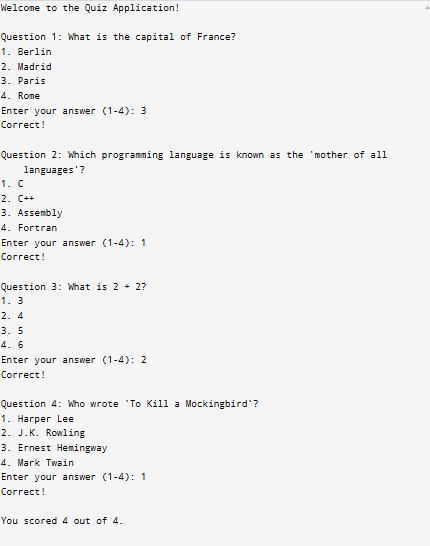 Welcome to the Quiz Application!
Question 1: What is the capital of France?
1. Berlin
2. Madrid
3. Paris
4. Rome
Enter your answer (1-4): 3
Correct!
Question 2: Which programming language is known as the 'mother of all
languages'?
1. C
2. C++
3. Assembly
4. Fortran
Enter your answer (1-4): 1
Correct!
Question 3: What is 2 + 2?
1. 3
2. 4
3. 5
4. 6
Enter your answer (1-4): 2
Correct!
Question 4: Who wrote 'To Kill a Mockingbird'?
1. Harper Lee
2. J.K. Rowling
3. Ernest Hemingway
4. Mark Twain
Enter your answer (1-4): 1
Correct!
You scored 4 out of 4.